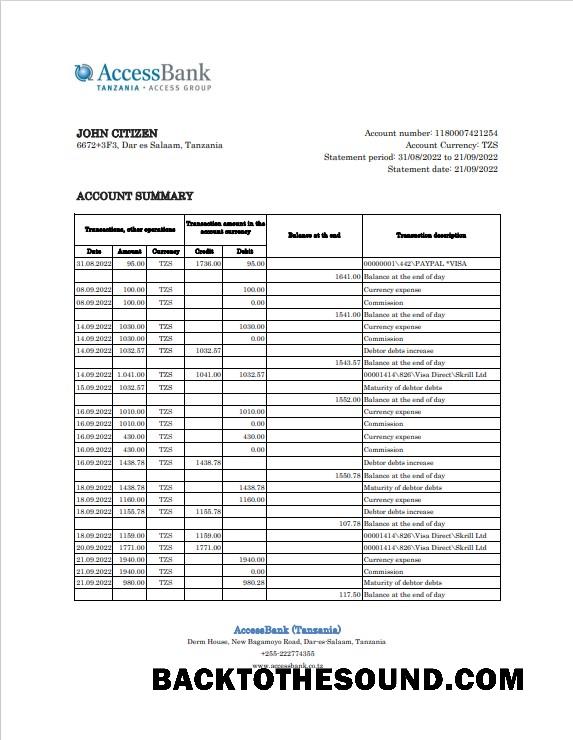 AccessBank
TANZANIA • ACCESS GROUP
JOHN CITIZEN
6672+3F3, Dar es Salaam, Tanzania
Account number: 1180007421254
Account Currency: TZS
Statement period: 31/08/2022 to 21/09/2022
Statement date: 21/09/2022
ACCOUNT SUMMARY
Transactions, other operations
Transaction amount in the account currency
Balance at th end
Transaction description
Date Amount Currency Credit Debit
31.08.2022 95.00 TZS 1736.00 95.00 00000001\442\PAYPAL *VISA
1641.00 Balance at the end of day
08.09.2022 100.00 TZS 100.00 Currency expense
08.09.2022 100.00 TZS 0.00 Commission
1541.00 Balance at the end of day
14.09.2022 1030.00 TZS 1030.00 Currency expense
14.09.2022 1030.00 TZS 0.00 Commission
14.09.2022 1032.57 TZS 1032.57 Debtor debts increase
1543.57 Balance at the end of day
14.09.2022 1.041.00 TZS 1041.00 1032.57 00001414\826\Visa Direct\Skrill Ltd
15.09.2022 1032.57 TZS Maturity of debtor debts
1552.00 Balance at the end of day
16.09.2022 1010.00 TZS 1010.00 Currency expense
16.09.2022 1010.00 TZS 0.00 Commission
16.09.2022 430.00 TZS 430.00 Currency expense
16.09.2022 430.00 TZS 0.00 Commission
16.09.2022 1438.78 TZS 1438.78 Debtor debts increase
1550.78 Balance at the end of day
18.09.2022 1438.78 TZS 1438.78 Maturity of debtor debts
18.09.2022 1160.00 TZS 1160.00 Currency expense
18.09.2022 1155.78 TZS 1155.78 Debtor debts increase
107.78 Balance at the end of day
18.09.2022 1159.00 TZS 1159.00 00001414\826\Visa Direct\Skrill Ltd
20.09.2022 1771.00 TZS 1771.00 00001414\826\Visa Direct\Skrill Ltd
21.09.2022 1940.00 TZS 1940.00 Currency expense
21.09.2022 1940.00 TZS 0.00 Commission
21.09.2022 980.00 TZS 980.28 Maturity of debtor debts
117.50 Balance at the end of day
AccessBank (Tanzania)
Derm House, New Bagamoyo Road, Dar-es-Salaam, Tanzania
+255-222774355
www.accessbank.co.tz
BACKTOTHESOUND.COM